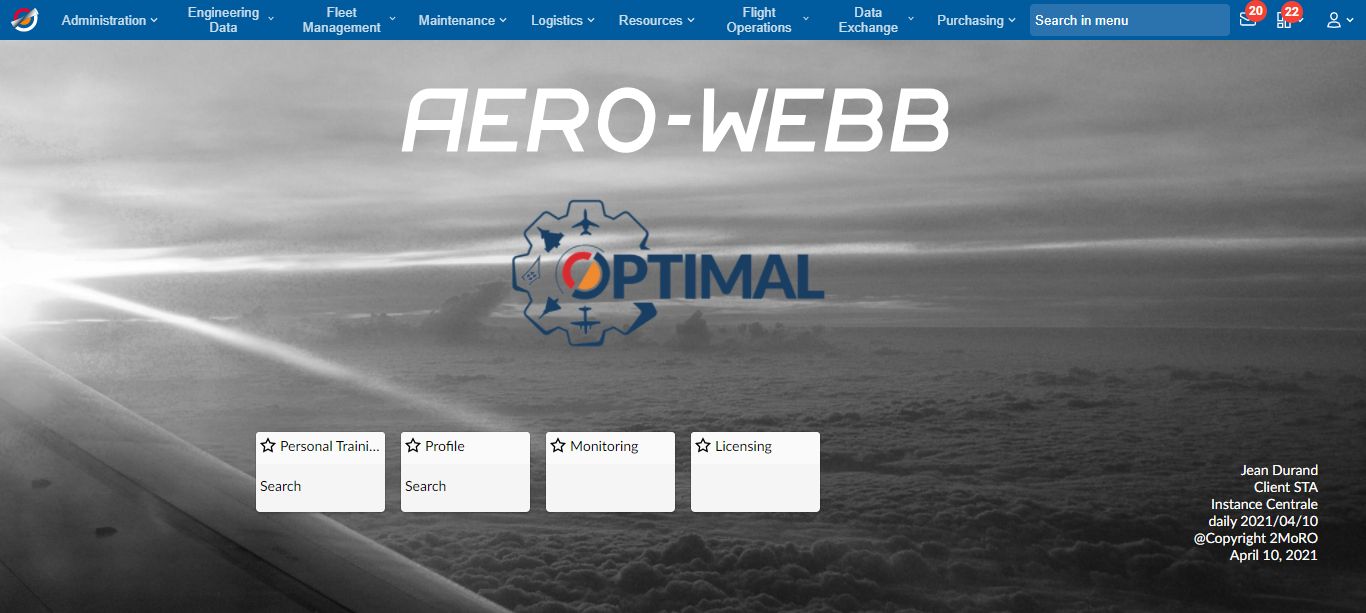 Administration
Engineering
Data
Fleet
Management
Maintenance
Logistics
Resources
Flight
Operations
Data
Exchange
Purchasing
Search in menu
20
22
AERO-WEBB
OPTIMAL
Personal Traini...
Profile
Monitoring
Licensing
Search
Search
Jean Durand
Client STA
Instance Centrale
daily 2021/04/10
@Copyright 2MoRO
April 10, 2021